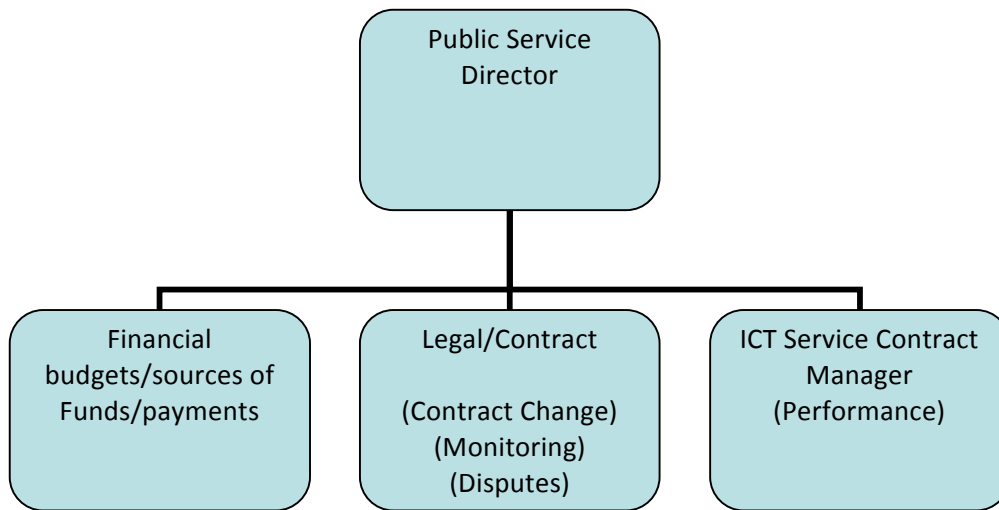 Public Service
Director
Financial
budgets/sources of
Funds/payments
Legal/Contract
(Contract Change)
(Monitoring)
(Disputes)
ICT Service Contract
Manager
(Performance)